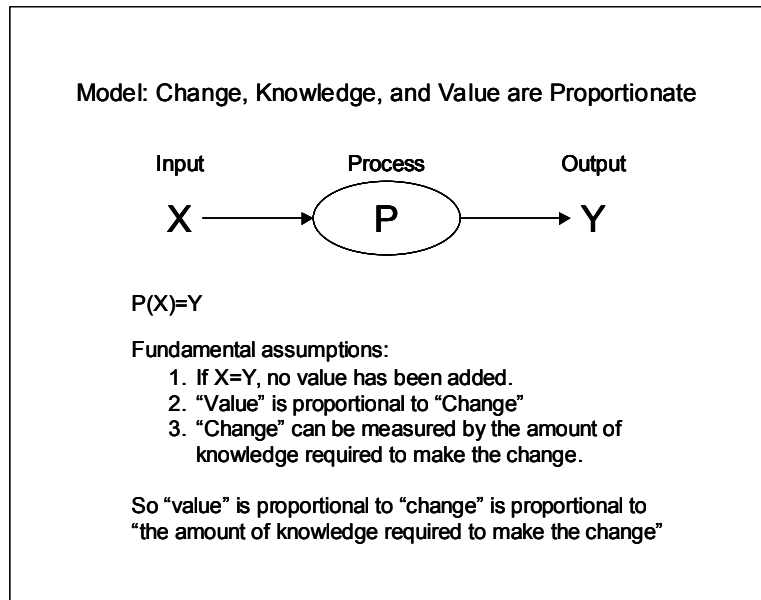 Model: Change, Knowledge, and Value are Proportionate
Input Process Output
X P Y
P(X)=Y
Fundamental assumptions:
1. If X=Y, no value has been added.
2. “Value” is proportional to “Change”
3. “Change” can be measured by the amount of
knowledge required to make the change.
So “value” is proportional to “change” is proportional to
“the amount of knowledge required to make the change”